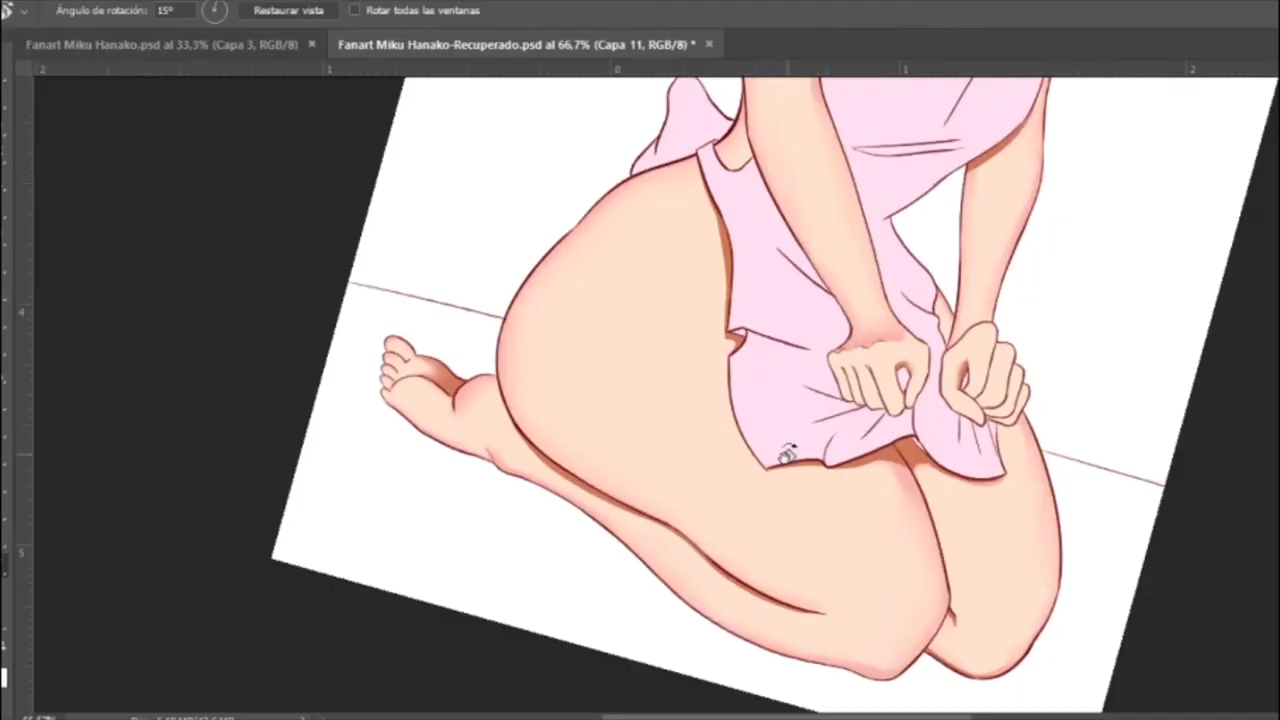 Ángulo de rotación: 15° Restaurar vista Rotar todas las ventanas
Fanart Miku Hanako.psd al 33,3% (Capa 3, RGB/8) × Fanart Miku Hanako-Recuperado.psd al 66,7% (Capa 11, RGB/8) * ×
2 1 0 1 2
4
5